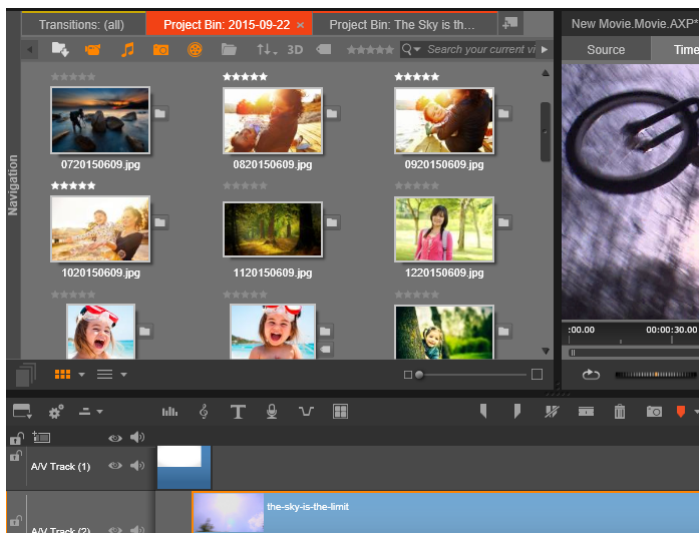 Transitions: (all)
Project Bin: 2015-09-22 ×
Project Bin: The Sky is th...
New Movie.Movie.AXP*
3D
Search your current vi
Source
Time
Navigation
0720150609.jpg
0820150609.jpg
0920150609.jpg
1020150609.jpg
1120150609.jpg
1220150609.jpg
:00.00
00:00:30.00
T
A/V Track (1)
the-sky-is-the-limit
A/V Track (2)